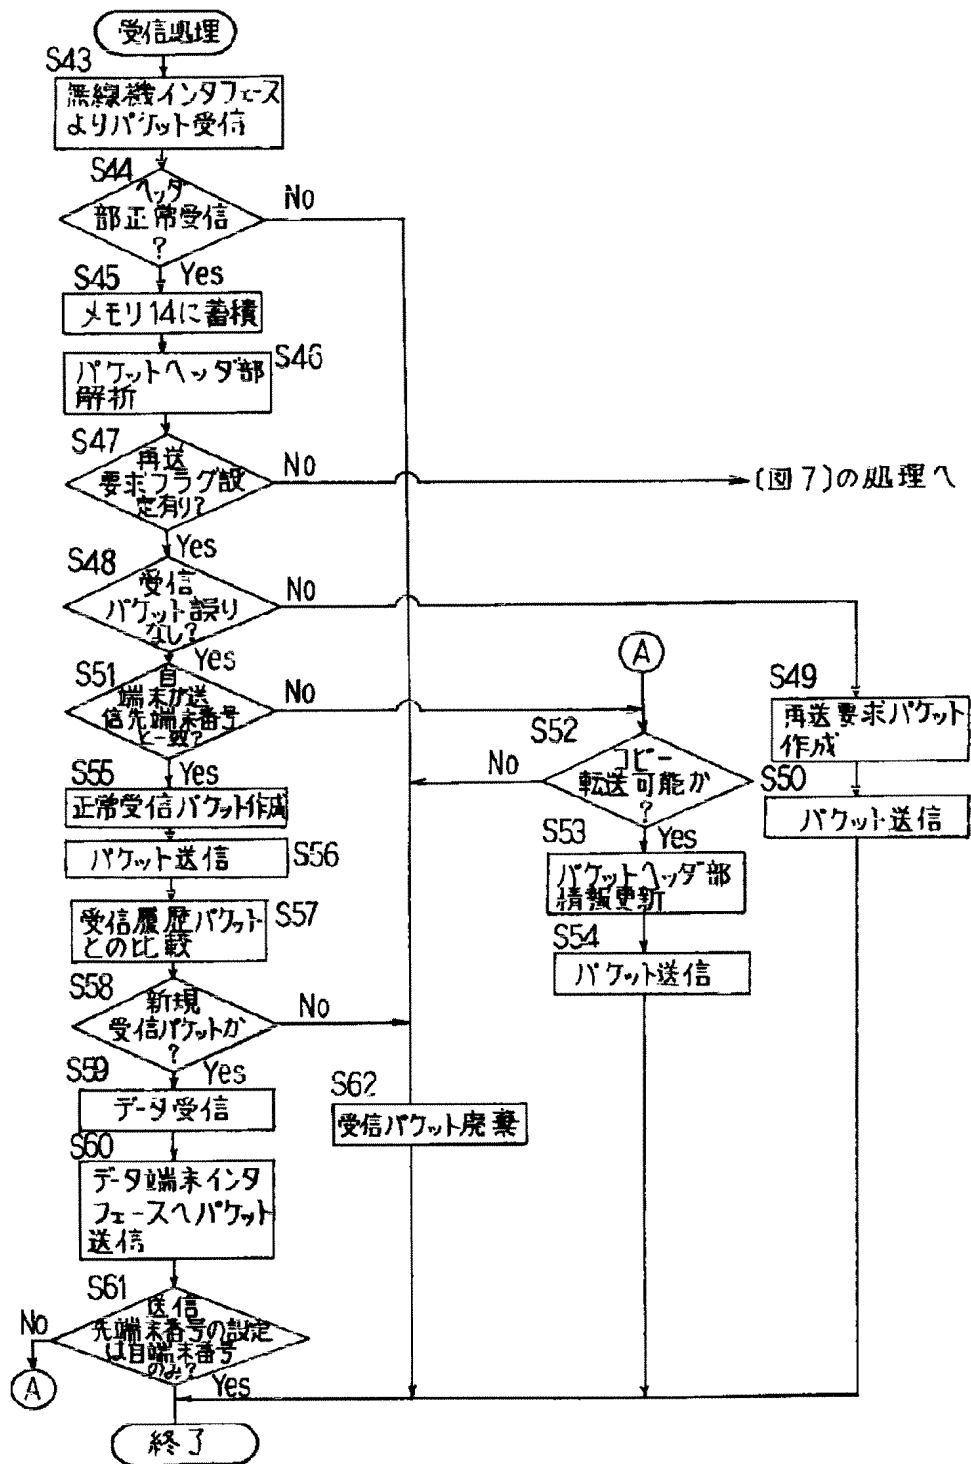 受信処理
S43
無線機インタフェース
よりパケット受信
S44
ヘッダ
部正常受信
?
No
Yes
S45
メモリ14に蓄積
S46
パケットヘッダ部
解析
S47
再送
要求フラグ設
定有り?
No
(図7)の処理へ
Yes
S48
受信
パケット誤り
なし?
No
Yes
S51
自
端末が送
信先端末番号
と一致?
No
Yes
A
S49
再送要求パケット
作成
S50
パケット送信
S52
コピー
転送可能か
?
No
Yes
S53
パケットヘッダ部
情報更新
S54
パケット送信
S55
正常受信パケット作成
S56
パケット送信
S57
受信履歴パケット
との比較
S58
新規
受信パケットか
?
No
Yes
S59
データ受信
S60
データ端末インタ
フェースへパケット
送信
S62
受信パケット廃棄
S61
送信
先端末番号の設定
は自端末番号
のみ?
No
A
Yes
終了